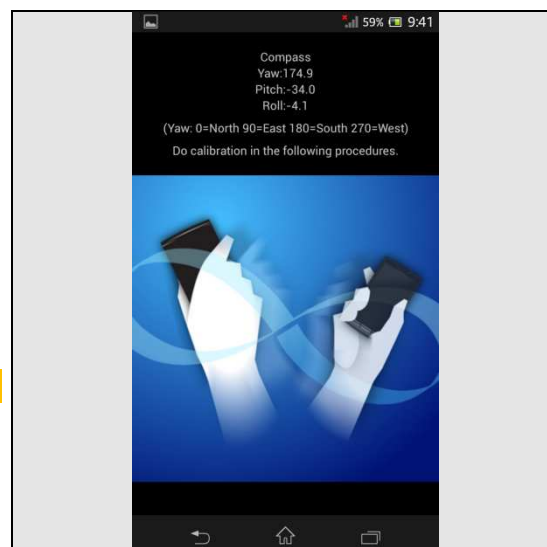 59% 9:41
Compass
Yaw:174.9
Pitch:-34.0
Roll:-4.1
(Yaw: 0=North 90=East 180=South 270=West)
Do calibration in the following procedures.